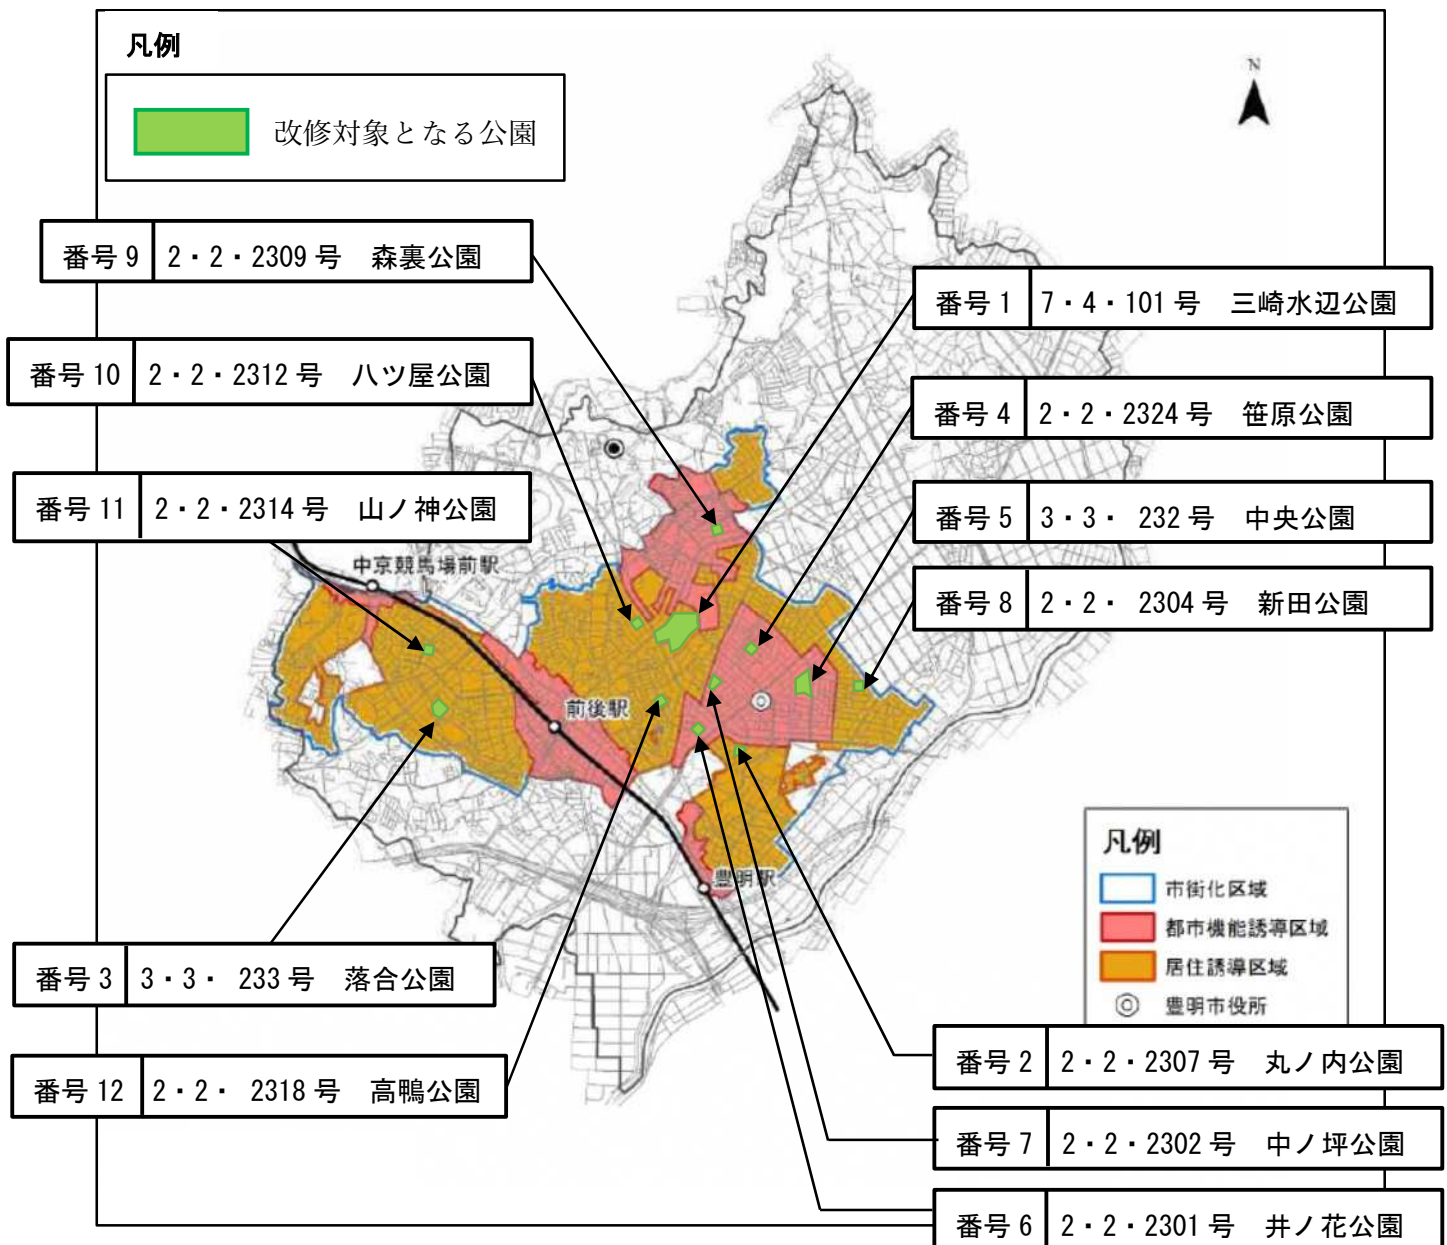 凡例
改修対象となる公園
N
番号 9 2・2・2309 号 森裏公園
番号 1 7・4・101 号 三崎水辺公園
番号 10 2・2・2312 号 八ツ屋公園
番号 4 2・2・2324 号 笹原公園
番号 11 2・2・2314 号 山ノ神公園
番号 5 3・3・ 232 号 中央公園
中京競馬場前駅
番号 8 2・2・ 2304 号 新田公園
前後駅
凡例
豊明駅
市街化区域
都市機能誘導区域
番号 3 3・3・ 233 号 落合公園
居住誘導区域
豊明市役所
番号 2 2・2・2307 号 丸ノ内公園
番号 12 2・2・ 2318 号 高鴨公園
番号 7 2・2・2302 号 中ノ坪公園
番号 6 2・2・2301 号 井ノ花公園